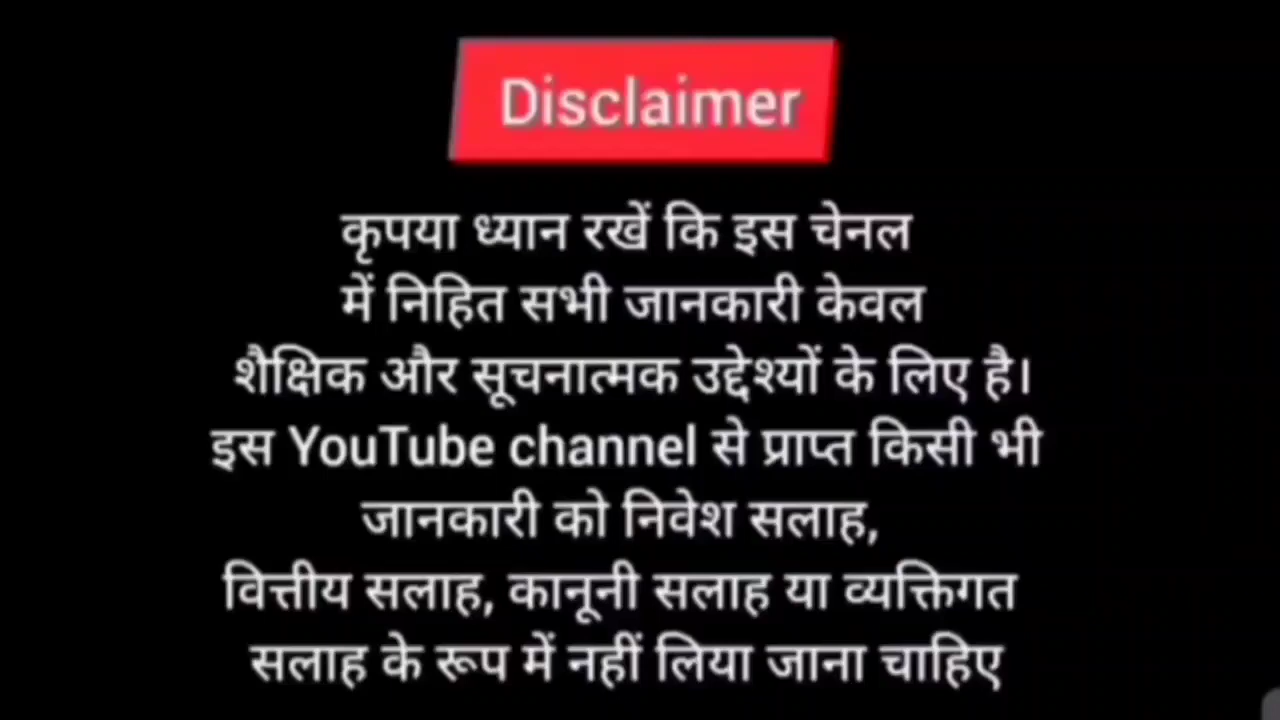 Disclaimer
कृपया ध्यान रखें कि इस चेनल
में निहित सभी जानकारी केवल
शैक्षिक और सूचनात्मक उद्देश्यों के लिए है।
इस YouTube channel से प्राप्त किसी भी
जानकारी को निवेश सलाह,
वित्तीय सलाह, कानूनी सलाह या व्यक्तिगत
सलाह के रूप में नहीं लिया जाना चाहिए